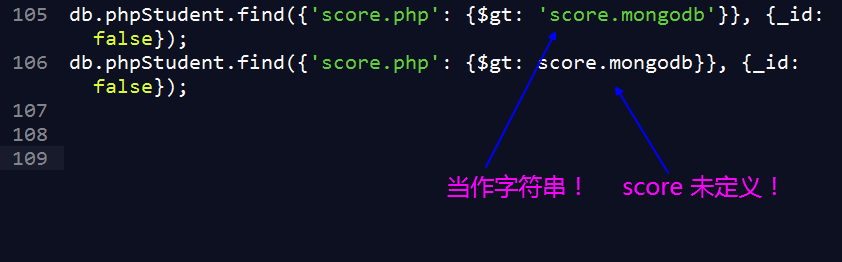 105 db.phpStudent.find({'score.php': {$gt: 'score.mongodb'}}, {_id:
false});
106 db.phpStudent.find({'score.php': {$gt: score.mongodb}}, {_id:
false});
107
108
109
当作字符串！ score 未定义！